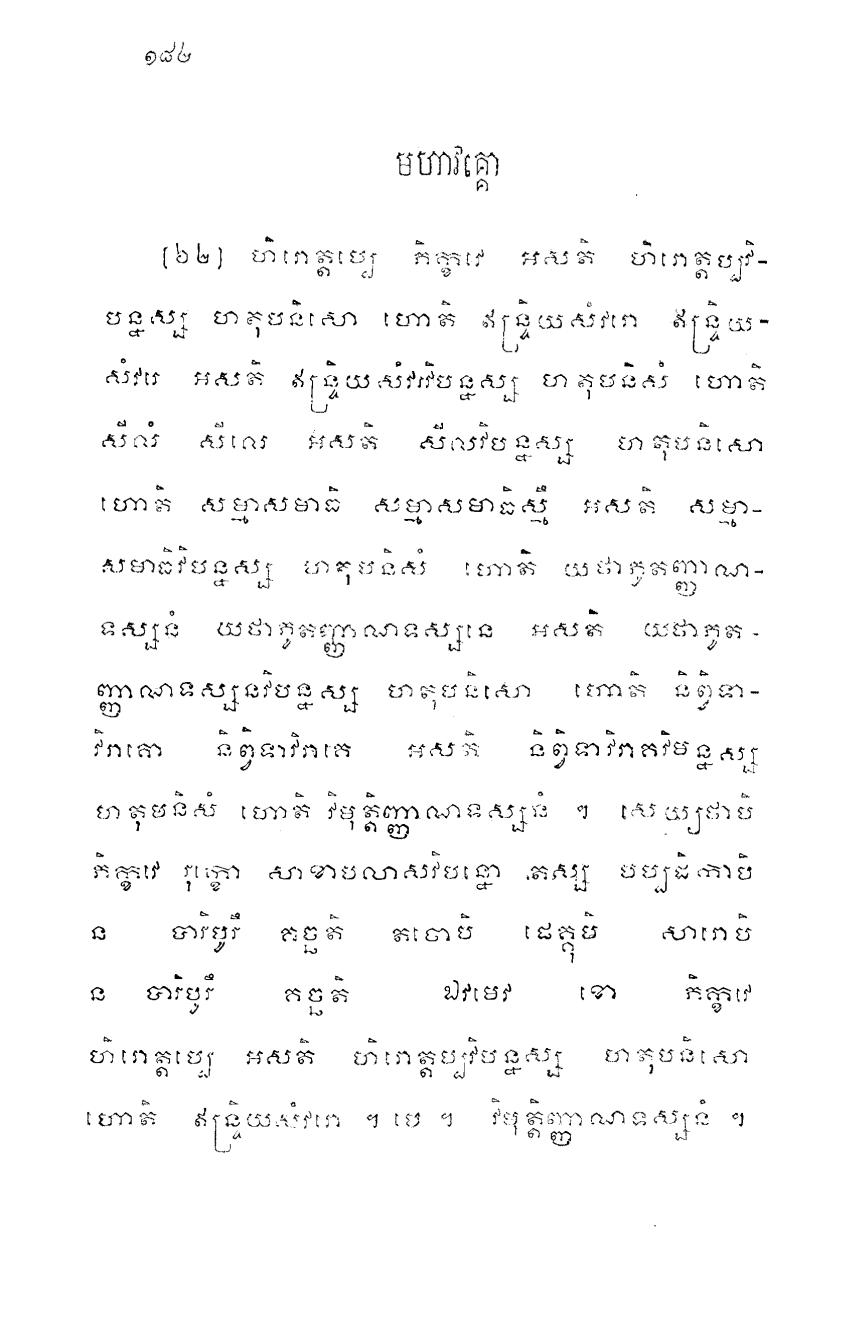 ១៨៤
មហាវគ្គោ
(៦៤) ហិរោត្តប្បេ ភិក្ខវេ អសតិ ហិរោត្តប្បវិ-
បន្នស្ស ហតុបនិសោ ហោតិ ឥន្ទ្រិយសំវរោ ឥន្ទ្រិយ-
សំវរេ អសតិ ឥន្ទ្រិយសំវរវិបន្នស្ស ហតុបនិសំ ហោតិ
សីលំ សីលេ អសតិ សីលវិបន្នស្ស ហតុបនិសោ
ហោតិ សម្មាសមាធិ សម្មាសមាធិស្មឹ អសតិ សម្មា-
សមាធិវិបន្នស្ស ហតុបនិសំ ហោតិ យថាភូតញ្ញាណ-
ទស្សនំ យថាភូតញ្ញាណទស្សនេ អសតិ យថាភូត-
ញ្ញាណទស្សនវិបន្នស្ស ហតុបនិសោ ហោតិ និព្វិទា-
វិរាគោ និព្វិទាវិរាគេ អសតិ និព្វិទាវិរាគវិបន្នស្ស
ហតុបនិសំ ហោតិ វិមុត្តិញ្ញាណទស្សនំ ។ សេយ្យថាបិ
ភិក្ខវេ រុក្ខោ សាខាបលាសវិបន្នោ តស្ស បប្បដិកាបិ
ន បារិបូរឹ គច្ឆតិ តចោបិ ផេគ្គុបិ សារោបិ
ន បារិបូរឹ គច្ឆតិ ឯវមេវ ខោ ភិក្ខវេ
ហិរោត្តប្បេ អសតិ ហិរោត្តប្បវិបន្នស្ស ហតុបនិសោ
ហោតិ ឥន្ទ្រិយសំវរោ ។ បេ ។ វិមុត្តិញ្ញាណទស្សនំ ។